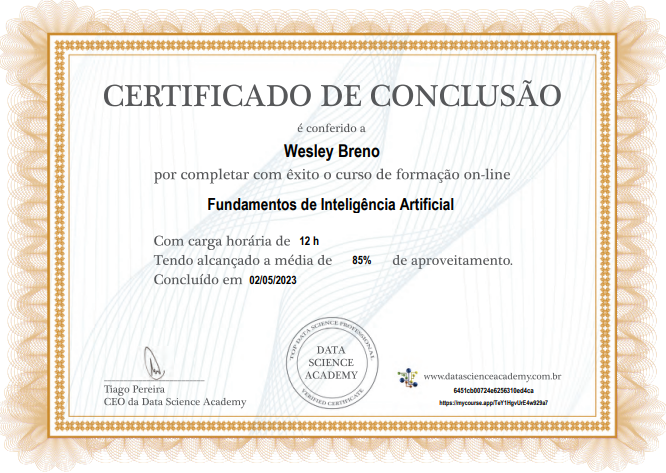 CERTIFICADO DE CONCLUSÃO
é conferido a
Wesley Breno
por completar com êxito o curso de formação on-line
Fundamentos de Inteligência Artificial
Com carga horária de 12 h
Tendo alcançado a média de 85% de aproveitamento.
Concluído em 02/05/2023
TOP DATA SCIENCE PROFESSIONAL
DATA
SCIENCE
ACADEMY
VERIFIED CERTIFICATE
Tiago Pereira
CEO da Data Science Academy
www.datascienceacademy.com.br
6451cb00724e6256310ed4ca
https://mycourse.app/TeY1HgvUrE4w929a7